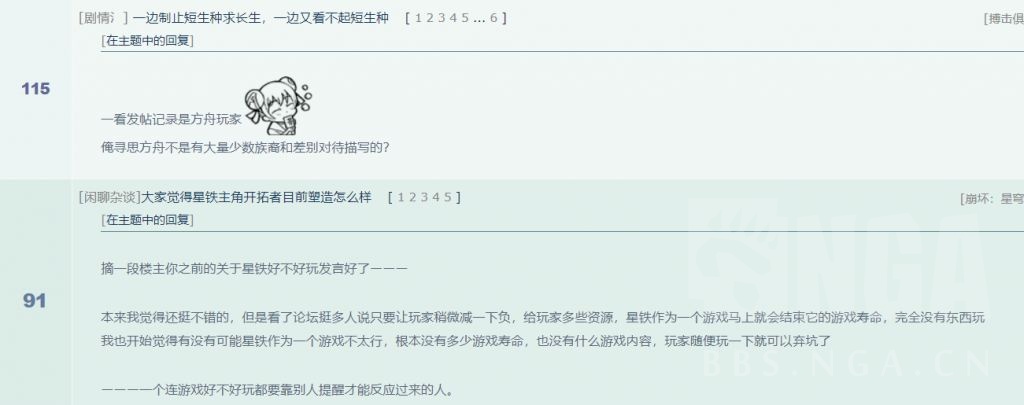 [剧情氵] 一边制止短生种求长生，一边又看不起短生种 [ 1 2 3 4 5 ... 6 ] [搏击俱
[在主题中的回复]
115
一看发帖记录是方舟玩家
俺寻思方舟不是有大量少数族裔和差别对待描写的?
[闲聊杂谈]大家觉得星铁主角开拓者目前塑造怎么样 [ 1 2 3 4 5 ] [崩坏：星穹
[在主题中的回复]
NGA
摘一段楼主你之前的关于星铁好不好玩发言好了一一一
91
本来我觉得还挺不错的，但是看了论坛挺多人说只要让玩家稍微减一下负，给玩家多些资源，星铁作为一个游戏马上就会结束它的游戏寿命，完全没有东西玩
我也开始觉得有没有可能星铁作为一个游戏不太行，根本没有多少游戏寿命，也没有什么游戏内容，玩家随便玩一下就可以弃坑了
BBS.NGA.CN
一一一一个连游戏好不好玩都要靠别人提醒才能反应过来的人。